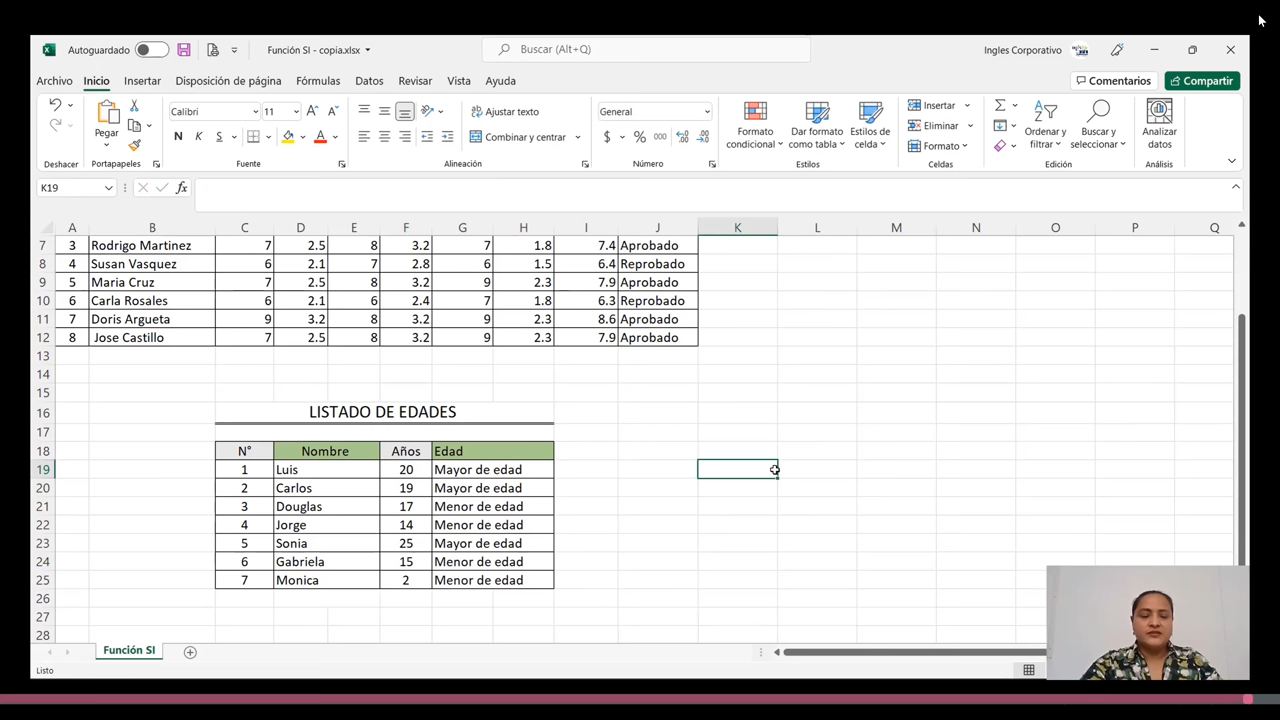 Autoguardado Función SI - copia.xlsx Buscar (Alt+Q) Ingles Corporativo
Archivo Inicio Insertar Disposición de página Fórmulas Datos Revisar Vista Ayuda Comentarios Compartir
Pegar Calibri 11 Ajustar texto General Formato condicional Dar formato como tabla Estilos de celda Insertar Ordenar y filtrar Buscar y seleccionar Analizar datos
N K S Combinar y centrar $ % 000 Eliminar
Formato
Deshacer Portapapeles Fuente Alineación Número Estilos Celdas Edición Análisis
K19 fx
A B C D E F G H I J K L M N O P Q
7 3 Rodrigo Martinez 7 2.5 8 3.2 7 1.8 7.4 Aprobado
8 4 Susan Vasquez 6 2.1 7 2.8 6 1.5 6.4 Reprobado
9 5 Maria Cruz 7 2.5 8 3.2 9 2.3 7.9 Aprobado
10 6 Carla Rosales 6 2.1 6 2.4 7 1.8 6.3 Reprobado
11 7 Doris Argueta 9 3.2 8 3.2 9 2.3 8.6 Aprobado
12 8 Jose Castillo 7 2.5 8 3.2 9 2.3 7.9 Aprobado
13
14
15
16 LISTADO DE EDADES
17
18 N° Nombre Años Edad
19 1 Luis 20 Mayor de edad
20 2 Carlos 19 Mayor de edad
21 3 Douglas 17 Menor de edad
22 4 Jorge 14 Menor de edad
23 5 Sonia 25 Mayor de edad
24 6 Gabriela 15 Menor de edad
25 7 Monica 2 Menor de edad
26
27
28
Función SI
Listo